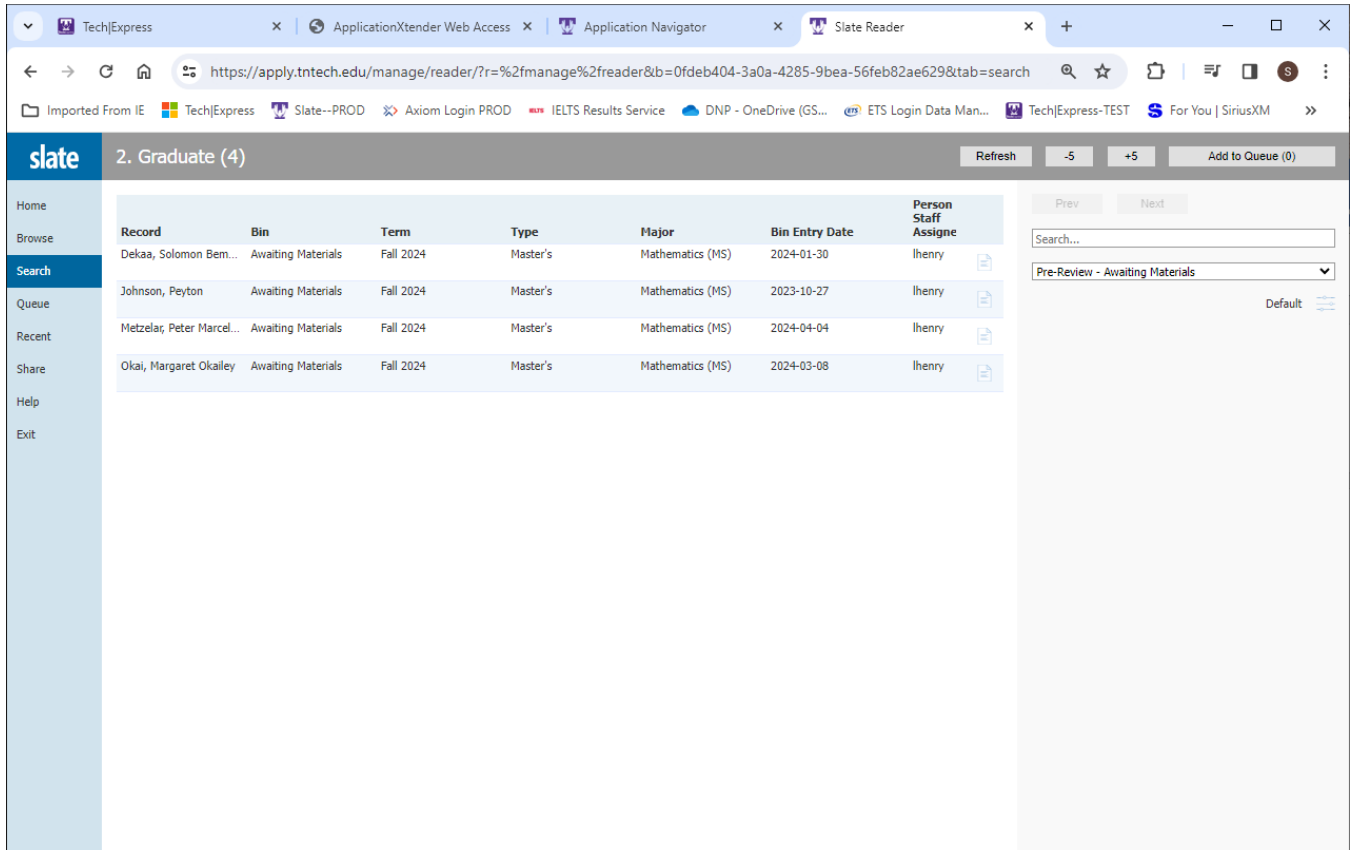 Tech|Express
ApplicationXtender Web Access
Application Navigator
Slate Reader
https://apply.tntech.edu/manage/reader/?r=%2fmanage%2freader&b=0fdeb404-3a0a-4285-9bea-56feb82ae629&tab=search
S
Imported From IE
Tech|Express
Slate--PROD
Axiom Login PROD
IELTS
IELTS Results Service
DNP - OneDrive (GS...
ETS
ETS Login Data Man...
Tech|Express-TEST
For You | SiriusXM
slate
2. Graduate (4)
Refresh
-5
+5
Add to Queue (0)
Home
Browse
Search
Queue
Recent
Share
Help
Exit
Record Bin Term Type Major Bin Entry Date Person Staff Assigne
Dekaa, Solomon Bem... Awaiting Materials Fall 2024 Master's Mathematics (MS) 2024-01-30 lhenry
Johnson, Peyton Awaiting Materials Fall 2024 Master's Mathematics (MS) 2023-10-27 lhenry
Metzelar, Peter Marcel... Awaiting Materials Fall 2024 Master's Mathematics (MS) 2024-04-04 lhenry
Okai, Margaret Okailey Awaiting Materials Fall 2024 Master's Mathematics (MS) 2024-03-08 lhenry
Prev
Next
Search...
Pre-Review - Awaiting Materials
Default